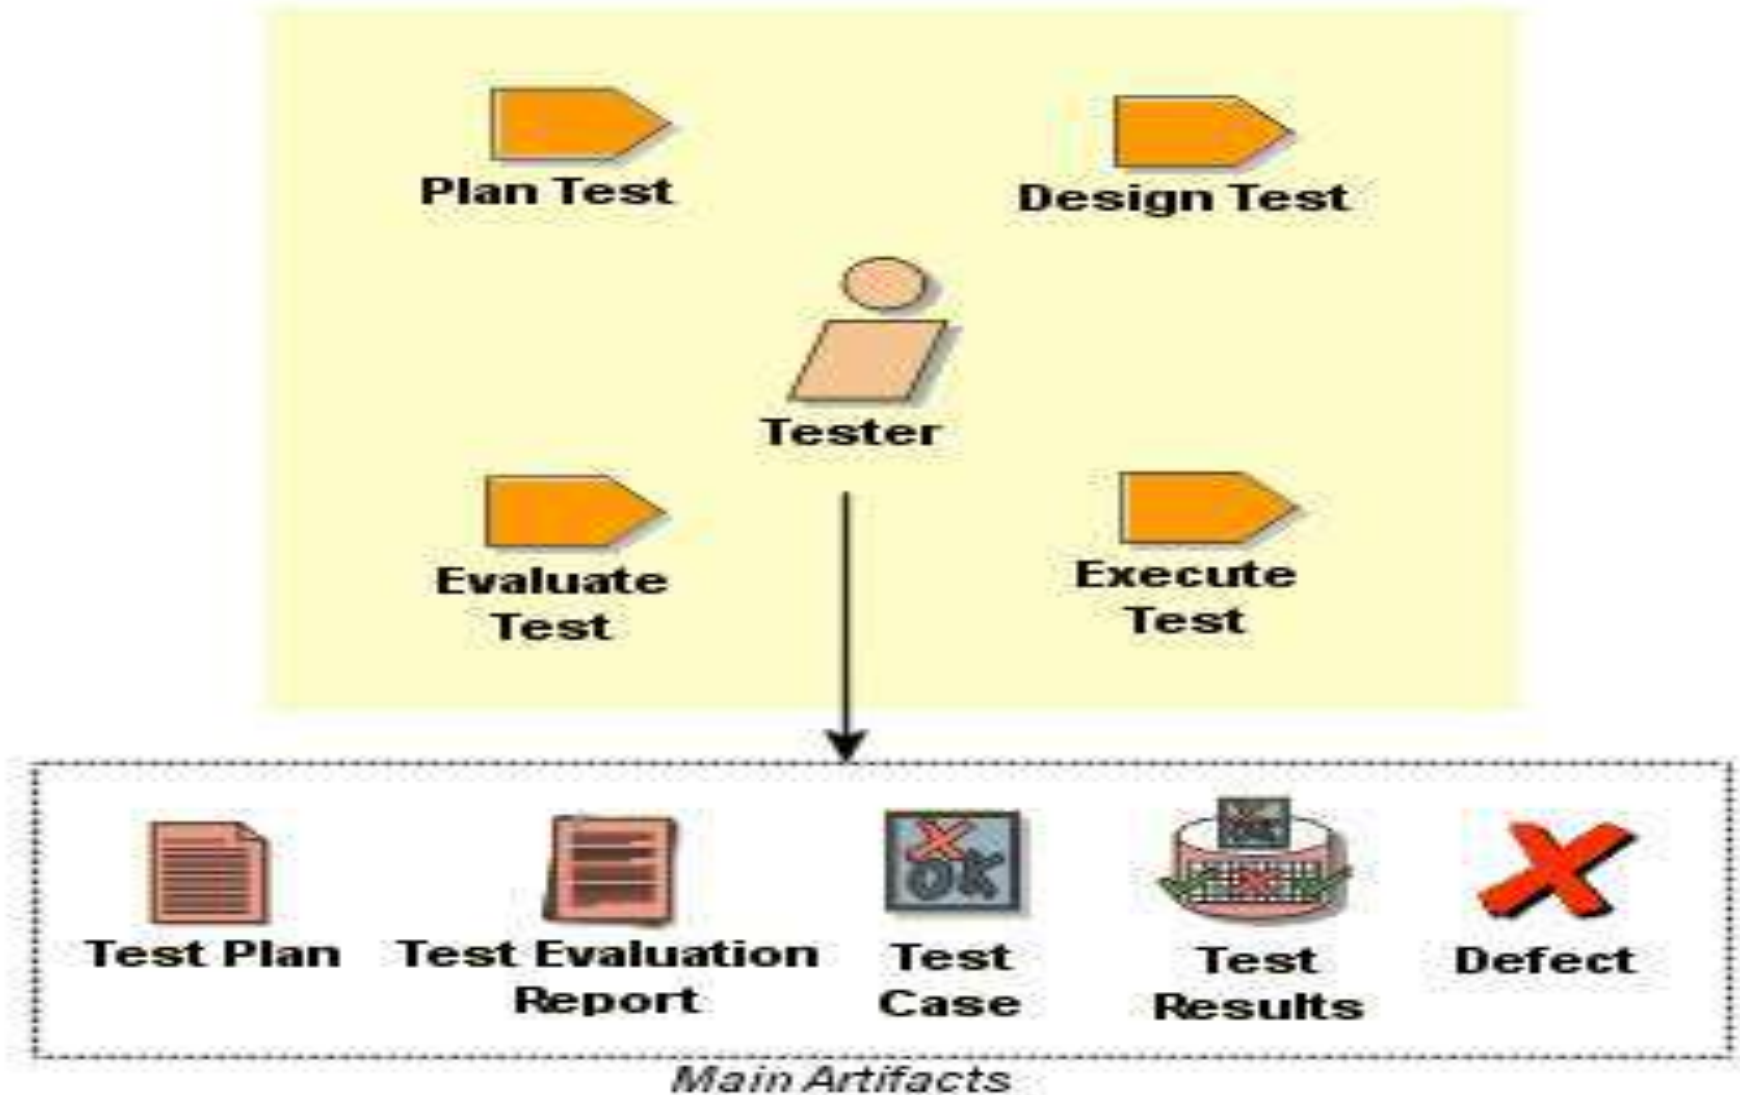 Plan Test
Design Test
Tester
Evaluate
Test
Execute
Test
Test Plan
Test Evaluation
Report
Test
Case
Test
Results
Defect
Main Artifacts
X
OK